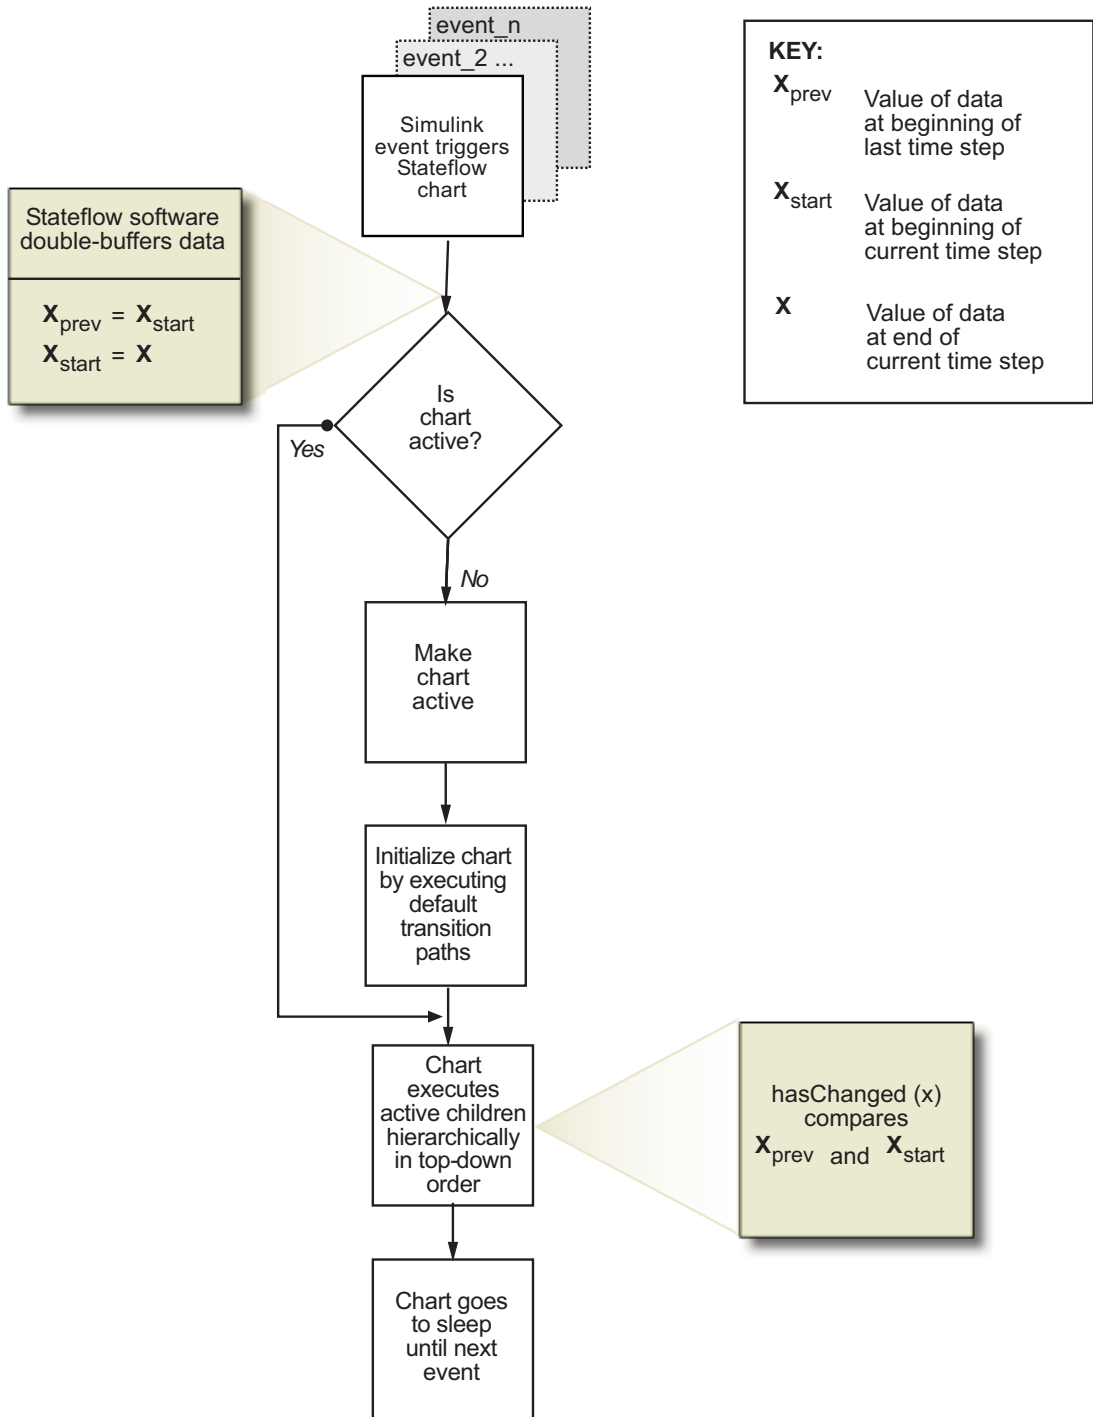 event_n
event_2 ...
Simulink
event triggers
Stateflow
chart
KEY:
Xprev Value of data
at beginning of
last time step
Xstart Value of data
at beginning of
current time step
X Value of data
at end of
current time step
Stateflow software
double-buffers data
Xprev = Xstart
Xstart = X
Is
chart
active?
Yes
No
Make
chart
active
Initialize chart
by executing
default
transition
paths
Chart
executes
active children
hierarchically
in top-down
order
hasChanged (x)
compares
Xprev and Xstart
Chart goes
to sleep
until next
event